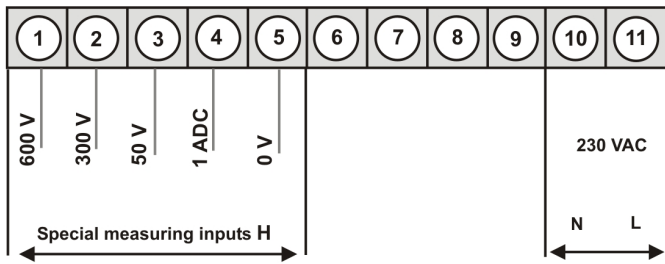 1 2 3 4 5 6 7 8 9 10 11
600 V
300 V
50 V
1 ADC
0 V
230 VAC
N L
Special measuring inputs H